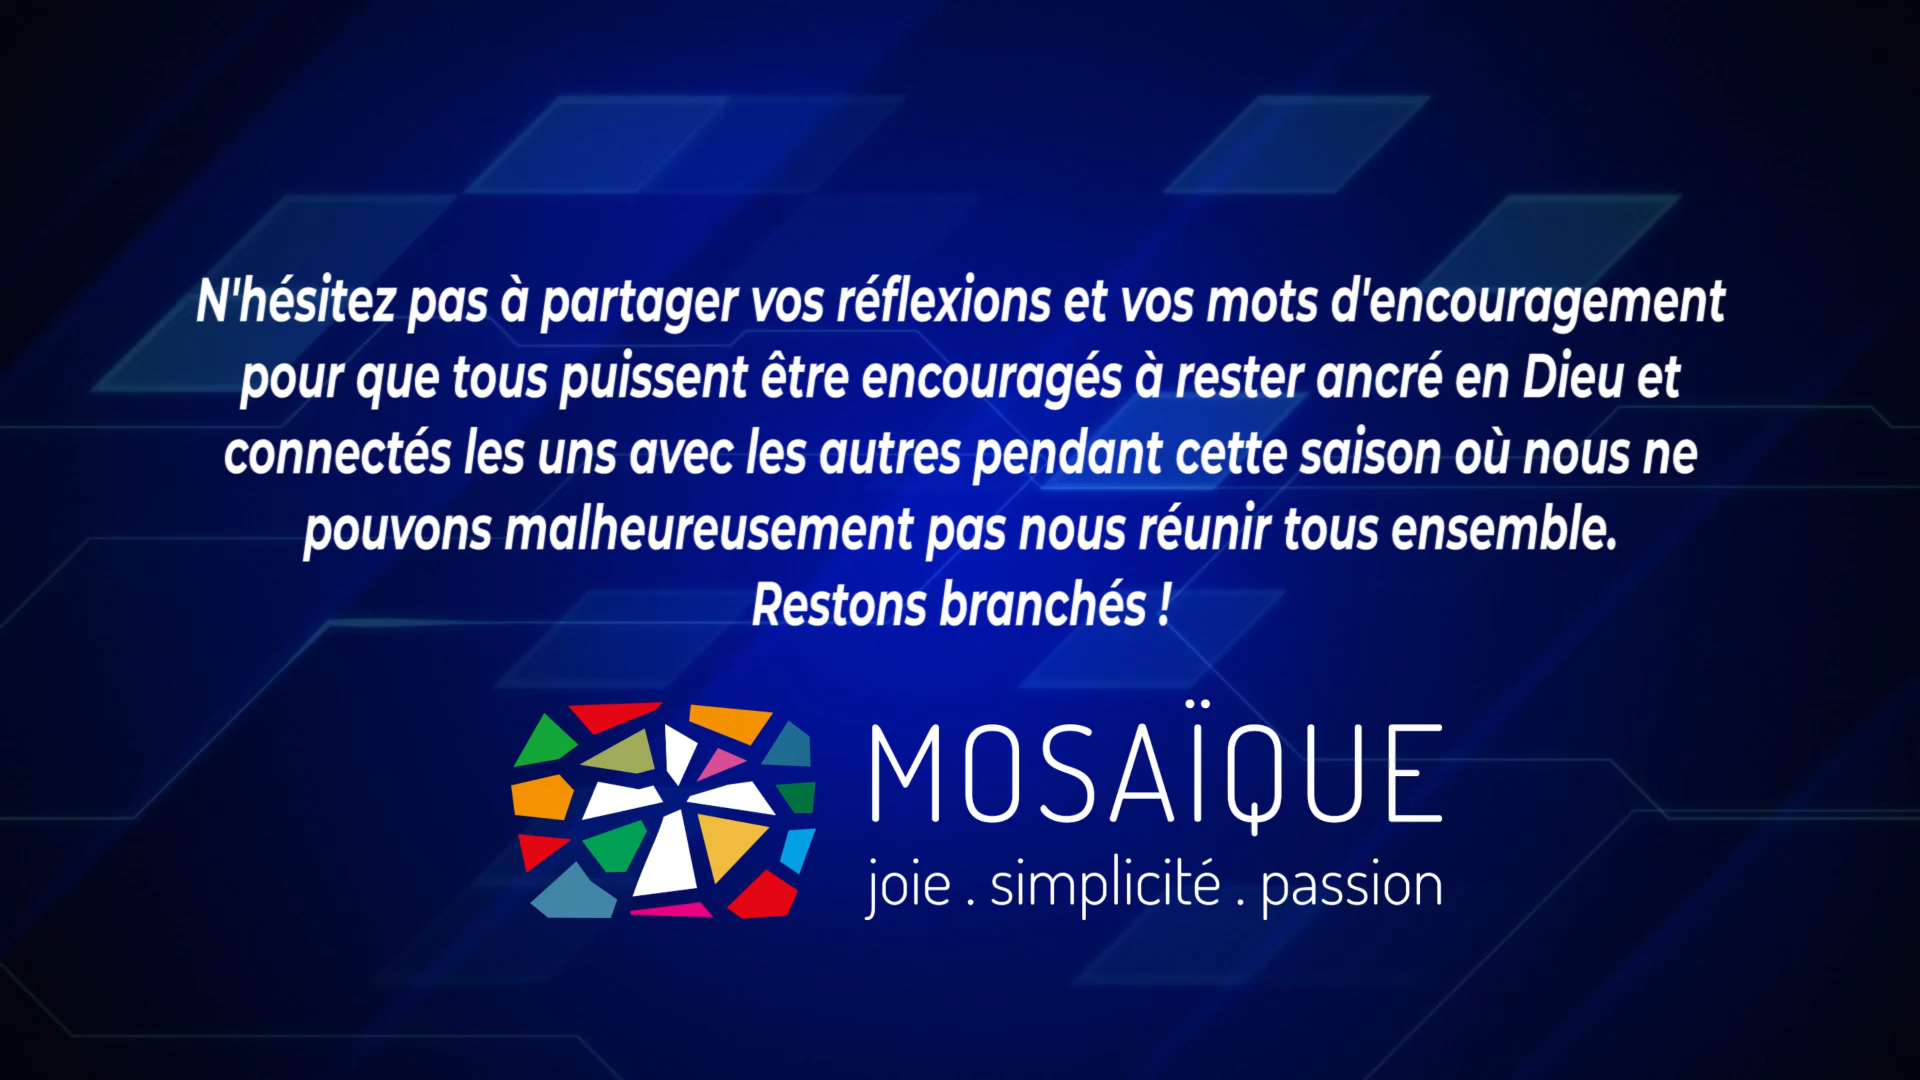 N'hésitez pas à partager vos réflexions et vos mots d'encouragement
pour que tous puissent être encouragés à rester ancré en Dieu et
connectés les uns avec les autres pendant cette saison où nous ne
pouvons malheureusement pas nous réunir tous ensemble.
Restons branchés !
MOSAÏQUE
joie . simplicité . passion